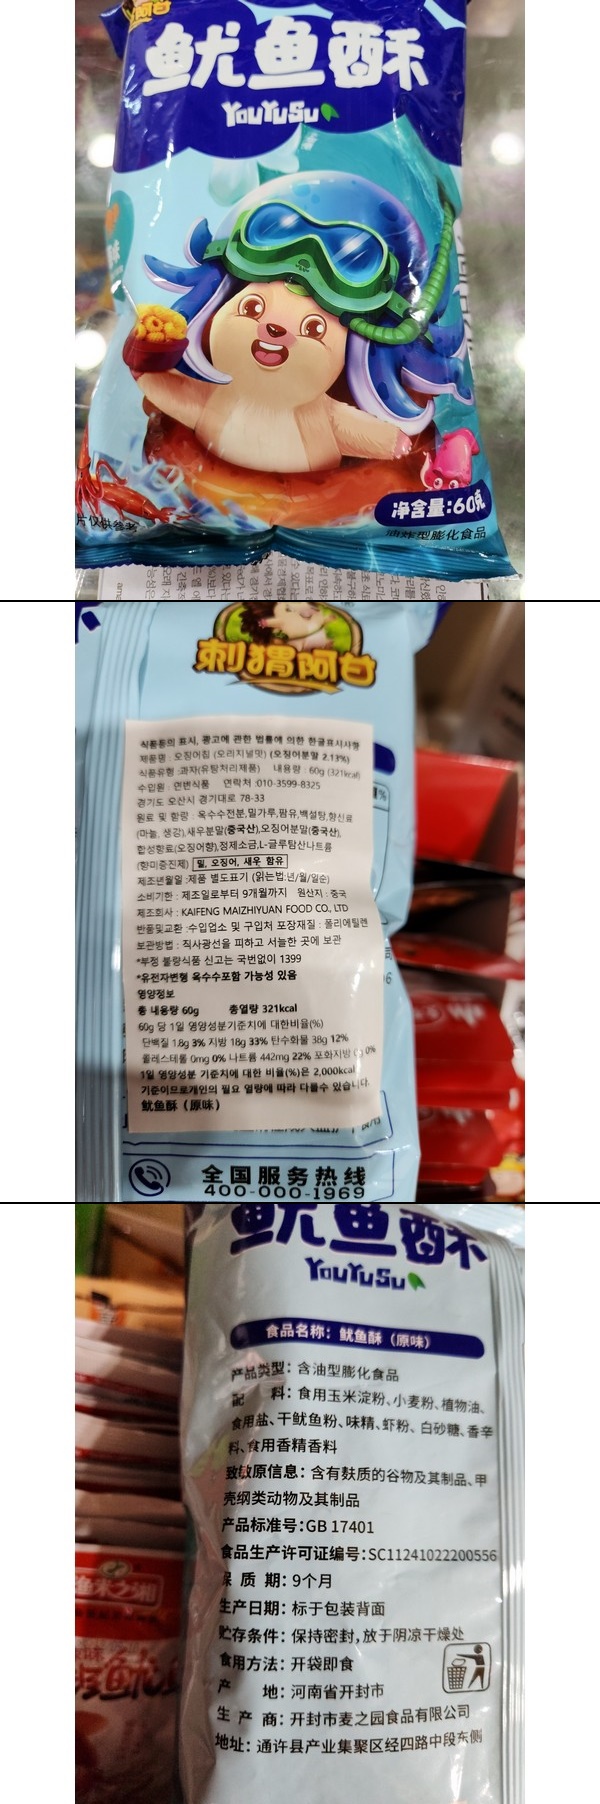 阿甘
鱿鱼酥
YOUYUSU
味
净含量:60克
油炸型膨化食品
片仅供参考
刺猬阿甘
식품등의 표시, 광고에 관한 법률에 의한 한글표시사항
제품명 : 오징어집 (오리지널맛) (오징어분말 2.13%)
식품유형 :과자(유탕처리제품) 내용량 : 60g (321kcal)
수입원 : 연변식품 연락처 :010-3599-8325
경기도 오산시 경기대로 78-33
원료 및 함량 : 옥수수전분,밀가루,팜유,백설탕,향신료
(마늘, 생강),새우분말(중국산),오징어분말(중국산),
합성향료(오징어향),정제소금,L-글루탐산나트륨
(향미증진제) 밀, 오징어, 새우 함유
제조년월일 :제품 별도표기 (읽는법:년/월/일순)
소비기한 : 제조일로부터 9개월까지 원산지 : 중국
제조회사 : KAIFENG MAIZHIYUAN FOOD CO., LTD
반품및교환 :수입업소 및 구입처 포장재질 : 폴리에틸렌
보관방법 : 직사광선을 피하고 서늘한 곳에 보관
*부정 불량식품 신고는 국번없이 1399
*유전자변형 옥수수포함 가능성 있음
영양정보
총 내용량 60g 총열량 321kcal
60g 당 1일 영양성분기준치에 대한비율(%)
단백질 1.8g 3% 지방 18g 33% 탄수화물 38g 12%
콜레스테롤 0mg 0% 나트륨 442mg 22% 포화지방 0g 0%
1일 영양성분 기준치에 대한 비율(%)은 2,000kcal
기준이므로개인의 필요 열량에 따라 다를수 있습니다.
鱿鱼酥（原味）
全国服务热线
400-000-1969
鱿鱼酥
YOUYUSU
食品名称：鱿鱼酥（原味）
产品类型：含油型膨化食品
配 料：食用玉米淀粉、小麦粉、植物油、
食用盐、干鱿鱼粉、味精、虾粉、白砂糖、香辛
料、食用香精香料
致敏原信息：含有麸质的谷物及其制品、甲
壳纲类动物及其制品
产品标准号：GB 17401
食品生产许可证编号：SC11241022200556
保 质 期：9个月
生产日期：标于包装背面
贮存条件：保持密封，放于阴凉干燥处
食用方法：开袋即食
产 地：河南省开封市
生 产 商：开封市麦之园食品有限公司
地址：通许县产业集聚区经四路中段东侧
鱼米之湘